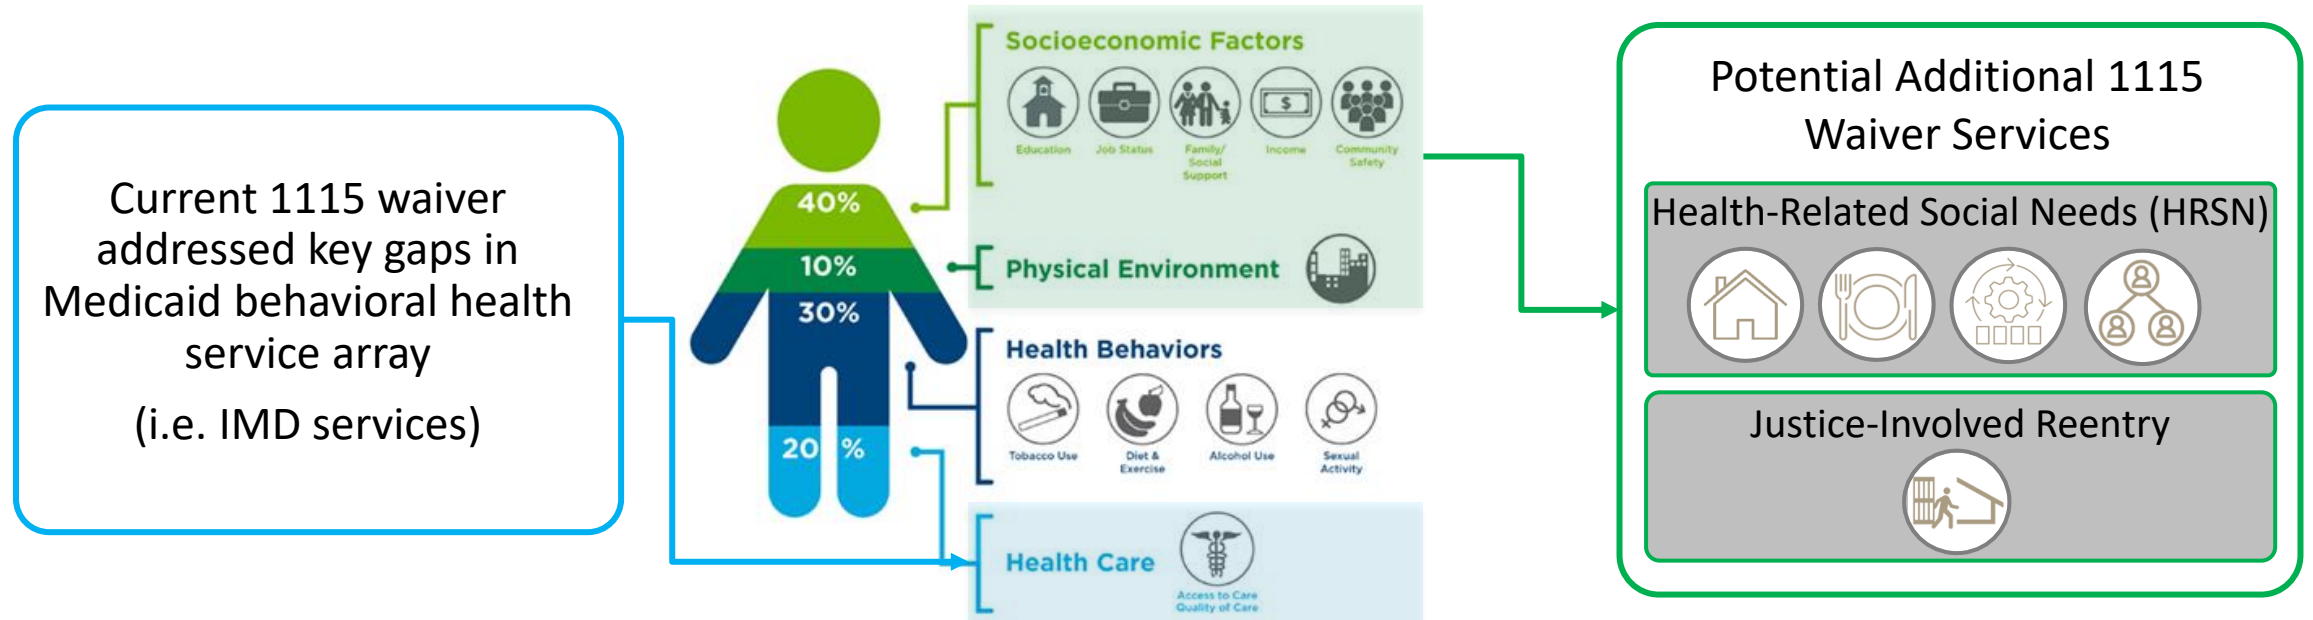 Current 1115 waiver
addressed key gaps in
Medicaid behavioral health
service array
(i.e. IMD services)
40%
10%
30%
20 %
Socioeconomic Factors
Education
Job Status
Family/
Social
Support
Income
Community
Safety
$
Physical Environment
Health Behaviors
Tobacco Use
Diet &
Exercise
Alcohol Use
Sexual
Activity
Health Care
Access to Care
Quality of Care
Potential Additional 1115
Waiver Services
Health-Related Social Needs (HRSN)
Justice-Involved Reentry